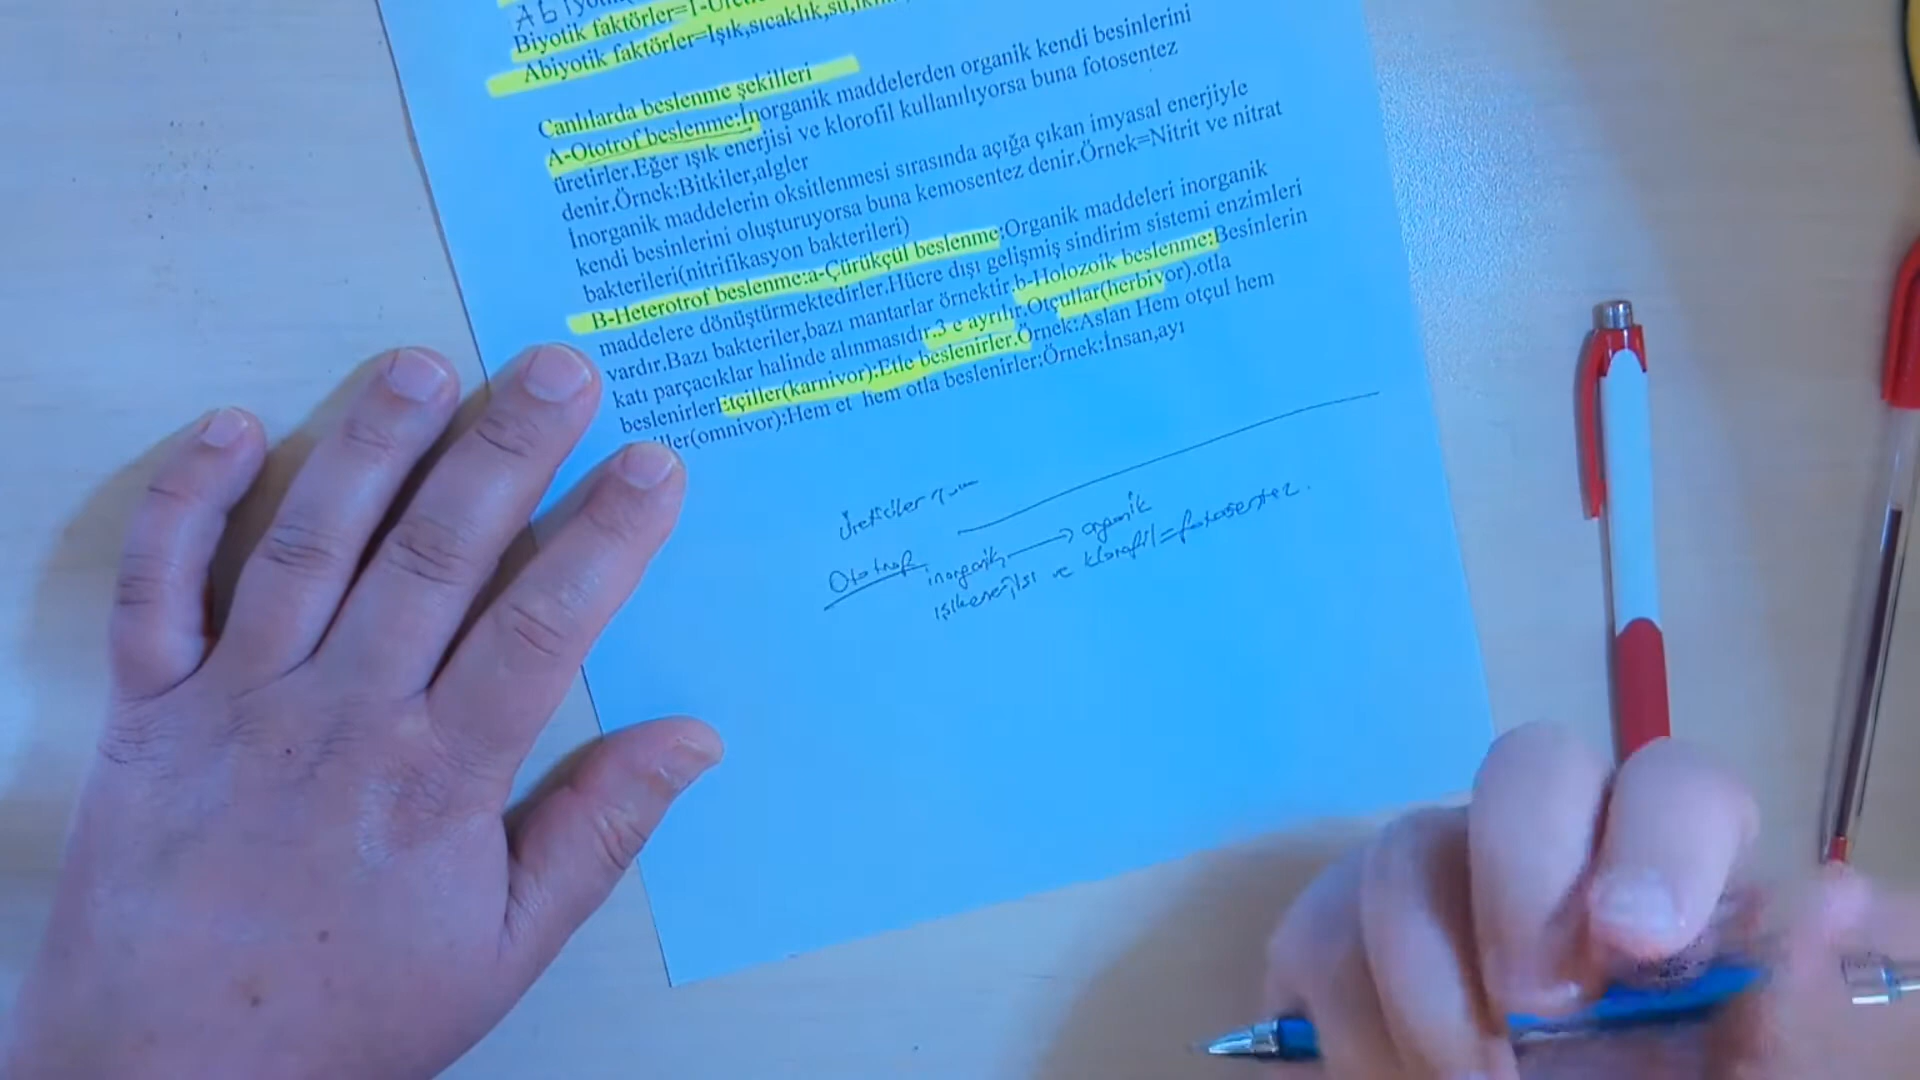 Biyotik faktörler=1-
Abiyotik faktörler=Işık,sıcaklık,su,
Canlılarda beslenme şekilleri
A-Ototrof beslenme:İnorganik maddelerden organik kendi besinlerini
üretirler.Eğer ışık enerjisi ve klorofil kullanılıyorsa buna fotosentez
denir.Örnek:Bitkiler,algler
İnorganik maddelerin oksitlenmesi sırasında açığa çıkan imyasal enerjiyle
kendi besinlerini oluşturuyorsa buna kemosentez denir.Örnek=Nitrit ve nitrat
bakterileri(nitrifikasyon bakterileri)
B-Heterotrof beslenme:a-Çürükçül beslenme:Organik maddeleri inorganik
maddelere dönüştürmektedirler.Hücre dışı gelişmiş sindirim sistemi enzimleri
vardır.Bazı bakteriler,bazı mantarlar örnektir.b-Holozoik beslenme:Besinlerin
katı parçacıklar halinde alınmasıdır.3 e ayrılır.Otçullar(herbivor).otla
beslenirlerEtçiller(karnivor):Etle beslenirler.Örnek:Aslan Hem otçul hem
(omnivor):Hem et hem otla beslenirler:Örnek:İnsan,ayı
Üreticiler
Ototrof inorganik → organik
ışık enerjisi ve klorofil=fotosentez.